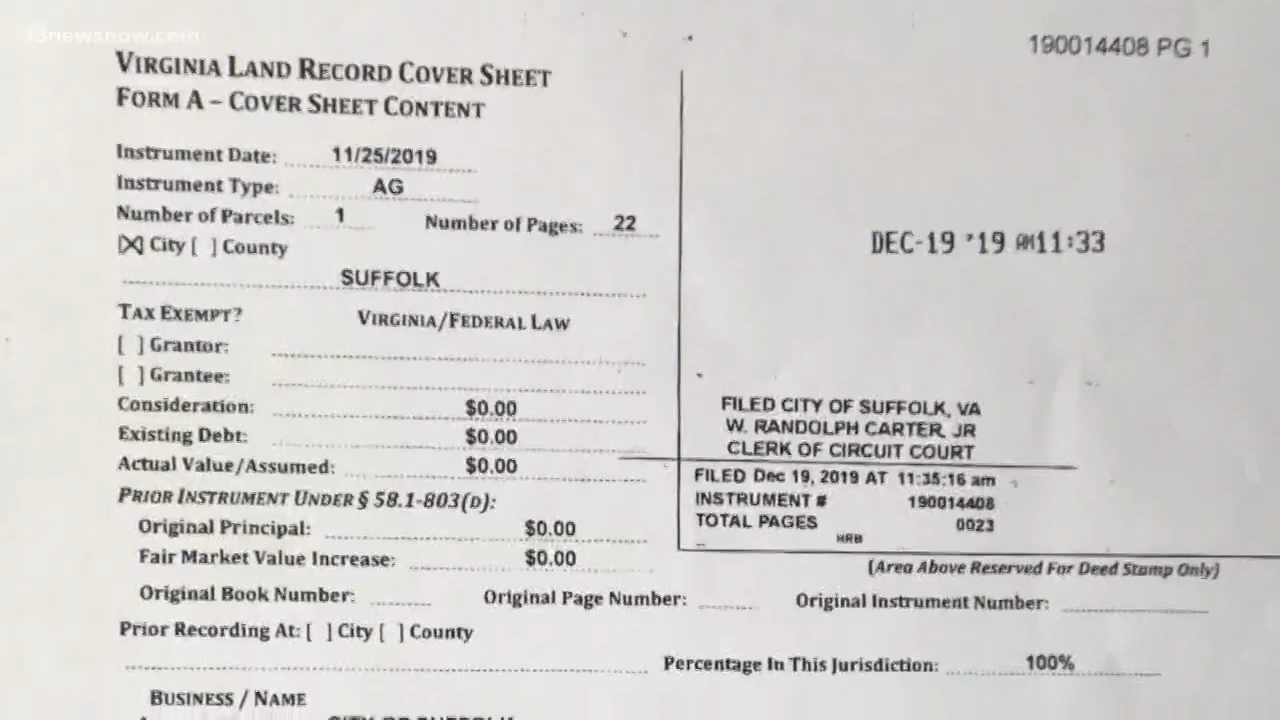 13newsnow.com
190014408 PG 1
VIRGINIA LAND RECORD COVER SHEET
FORM A – COVER SHEET CONTENT
Instrument Date: 11/25/2019
Instrument Type: AG
Number of Parcels: 1 Number of Pages: 22
[X] City [ ] County
SUFFOLK
TAX EXEMPT? VIRGINIA/FEDERAL LAW
[ ] Grantor:
[ ] Grantee:
Consideration: $0.00
Existing Debt: $0.00
Actual Value/Assumed: $0.00
PRIOR INSTRUMENT UNDER § 58.1-803(D):
Original Principal: $0.00
Fair Market Value Increase: $0.00
DEC-19 '19 AM11:33
FILED CITY OF SUFFOLK, VA
W. RANDOLPH CARTER, JR
CLERK OF CIRCUIT COURT
FILED Dec 19, 2019 AT 11:35:16 am
INSTRUMENT # 190014408
TOTAL PAGES 0023
HRB
(Area Above Reserved For Deed Stamp Only)
Original Book Number: Original Page Number: Original Instrument Number:
Prior Recording At: [ ] City [ ] County
Percentage In This Jurisdiction: 100%
BUSINESS / NAME
CITY OF SUFFOLK